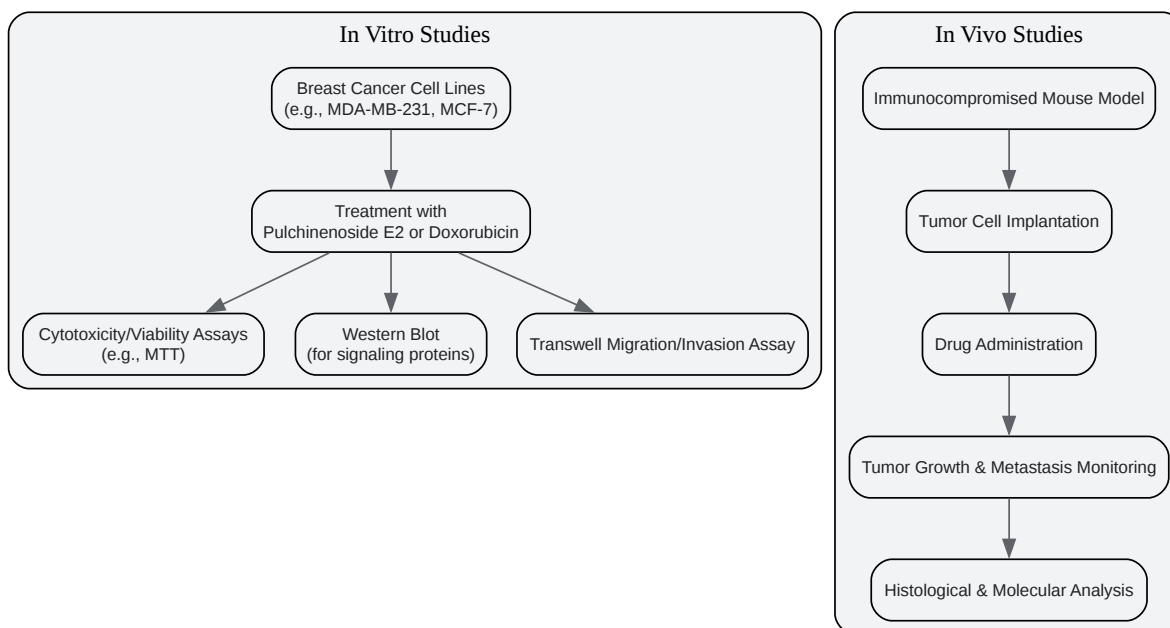 In Vitro Studies
Breast Cancer Cell Lines
(e.g., MDA-MB-231, MCF-7)
Treatment with
Pulchinenoside E2 or Doxorubicin
Cytotoxicity/Viability Assays
(e.g., MTT)
Western Blot
(for signaling proteins)
Transwell Migration/Invasion Assay
In Vivo Studies
Immunocompromised Mouse Model
Tumor Cell Implantation
Drug Administration
Tumor Growth & Metastasis Monitoring
Histological & Molecular Analysis